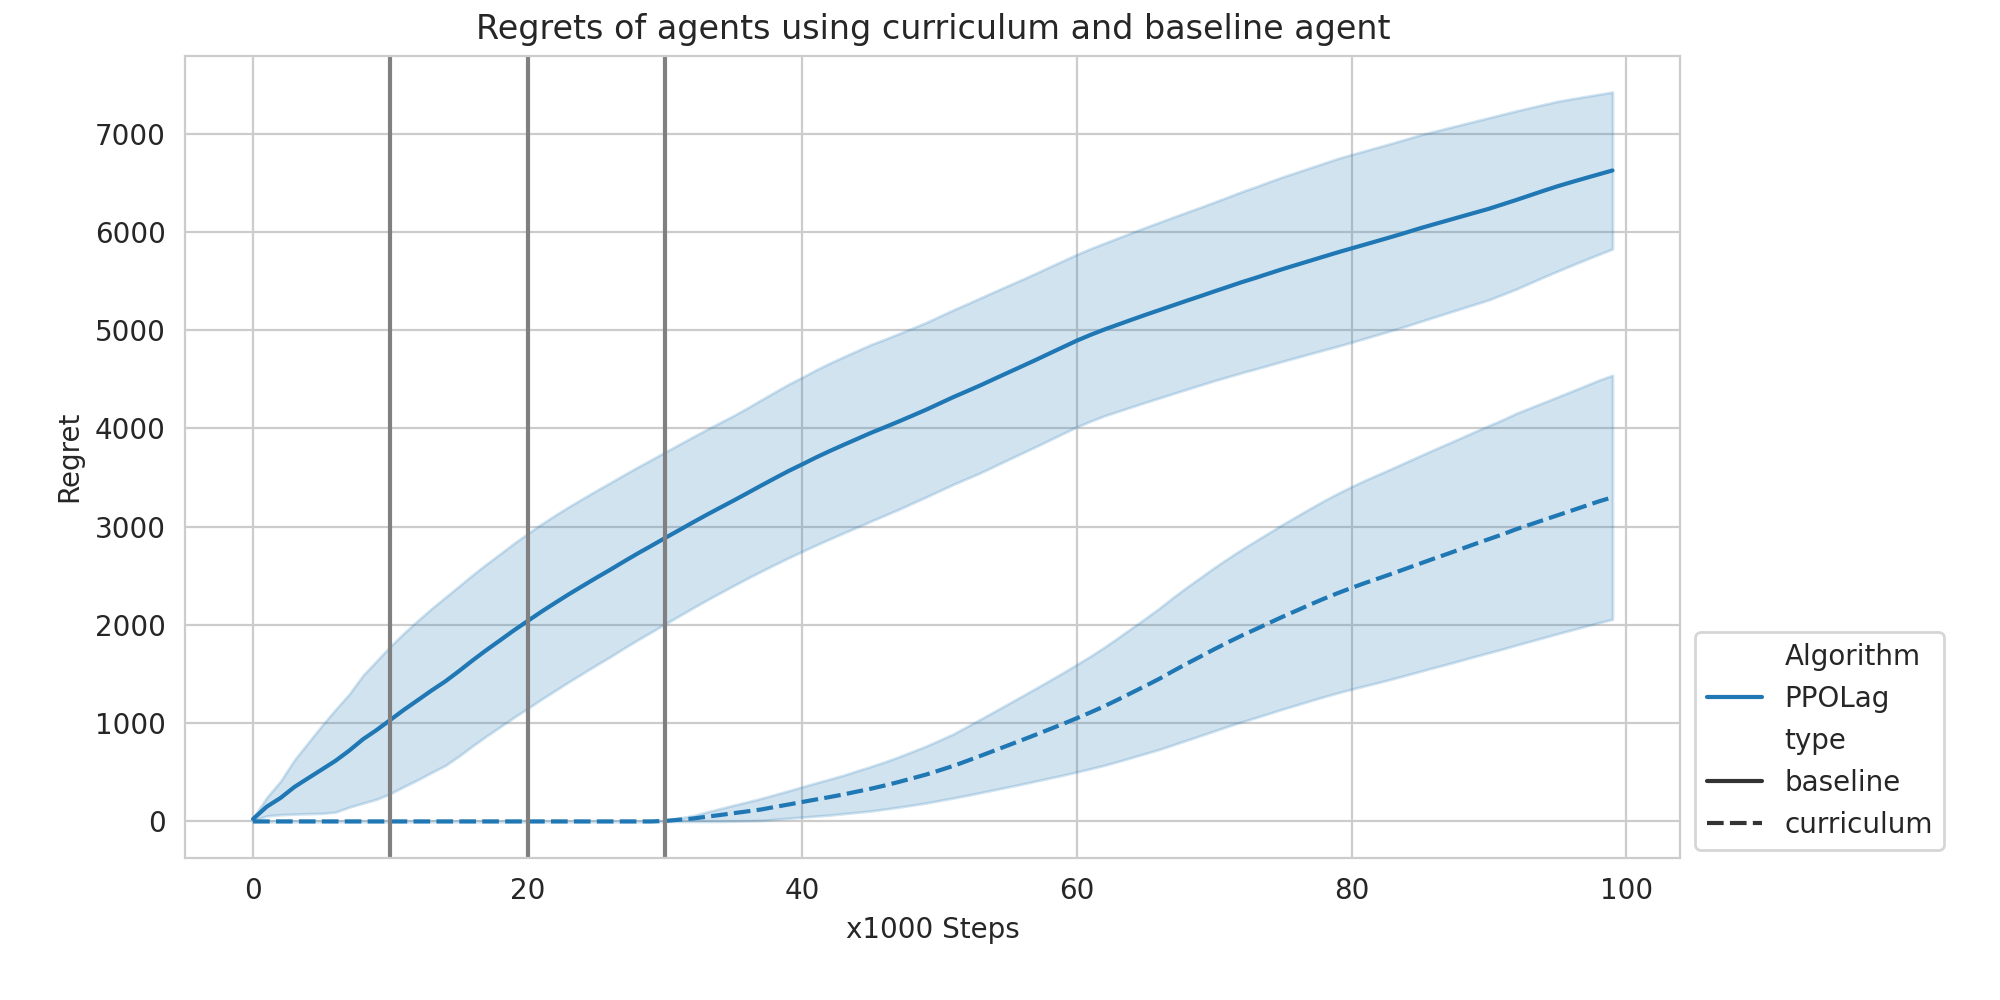 Regrets of agents using curriculum and baseline agent
7000
6000
5000
4000
3000
2000
1000
0
Regret
0 20 40 60 80 100
x1000 Steps
Algorithm
PPOLag
type
baseline
curriculum